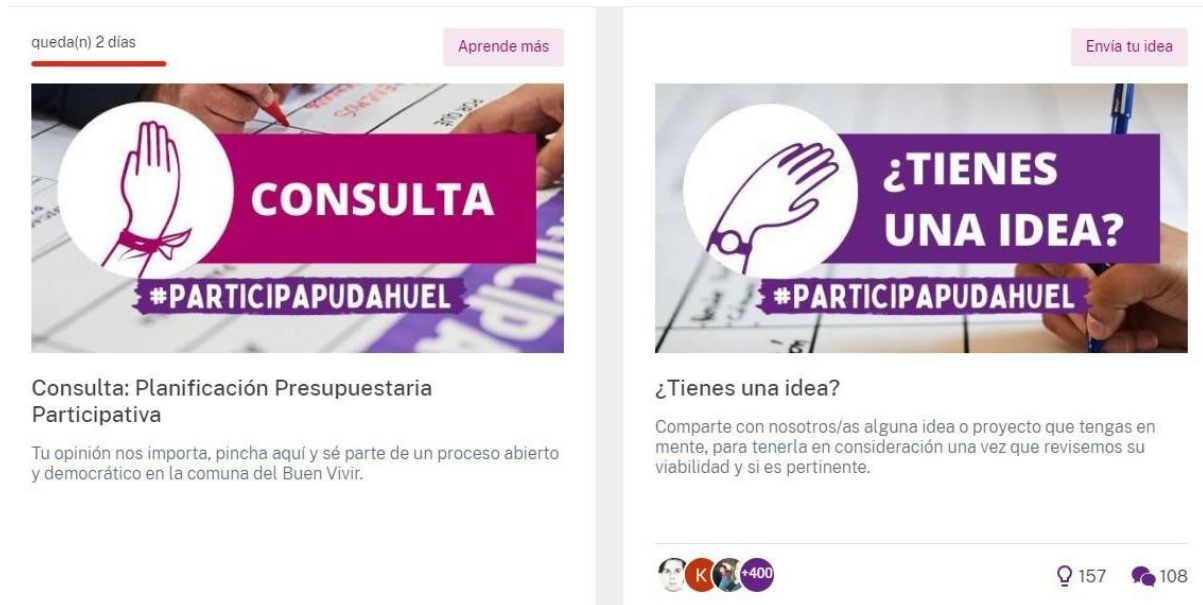 queda(n) 2 días
Aprende más
CONSULTA
#PARTICIPAPUDAHUEL
Consulta: Planificación Presupuestaria
Participativa
Tu opinión nos importa, pincha aquí y sé parte de un proceso abierto
y democrático en la comuna del Buen Vivir.
Envía tu idea
¿TIENES
UNA IDEA?
#PARTICIPAPUDAHUEL
¿Tienes una idea?
Comparte con nosotros/as alguna idea o proyecto que tengas en
mente, para tenerla en consideración una vez que revisemos su
viabilidad y si es pertinente.
K
+400
157
108